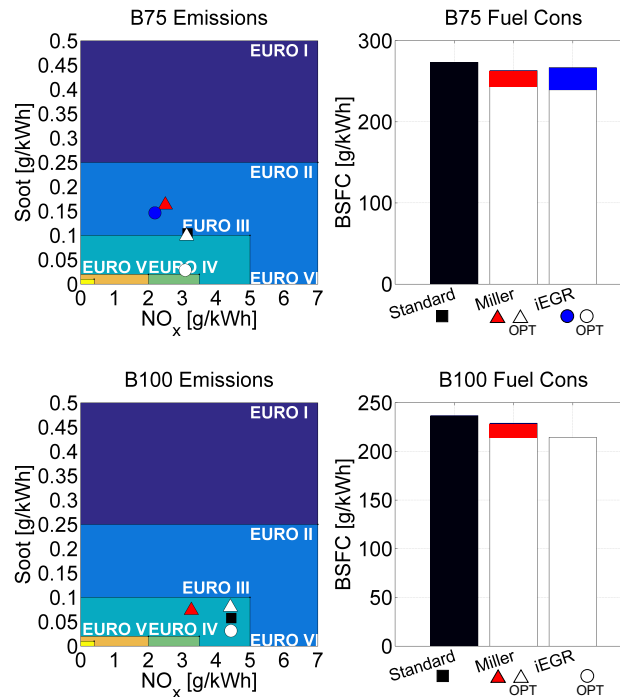 B75 Emissions
Soot [g/kWh]
0.5
0.45
0.4
0.35
0.3
0.25
0.2
0.15
0.1
0.05
0
EURO I
EURO II
EURO III
EURO V
EURO IV
EURO VI
0 1 2 3 4 5 6 7
NOx [g/kWh]
B75 Fuel Cons
BSFC [g/kWh]
300
200
100
0
Standard
Miller
iEGR
OPT
OPT
B100 Emissions
Soot [g/kWh]
0.5
0.45
0.4
0.35
0.3
0.25
0.2
0.15
0.1
0.05
0
EURO I
EURO II
EURO III
EURO V
EURO IV
EURO VI
0 1 2 3 4 5 6 7
NOx [g/kWh]
B100 Fuel Cons
BSFC [g/kWh]
250
200
150
100
50
0
Standard
Miller
iEGR
OPT
OPT